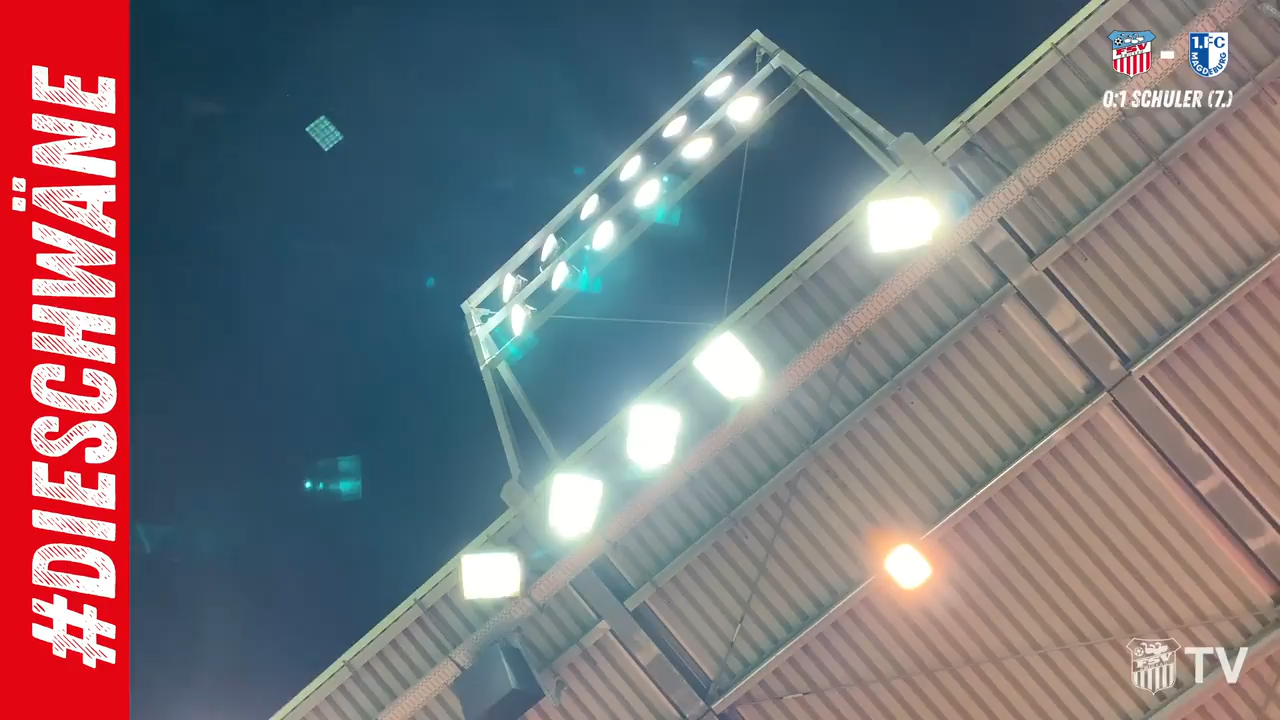 #DIESCHWÄNE
FSV
1.FC
MAGDEBURG
-
0:1 SCHULER (7.)
FSV
TV